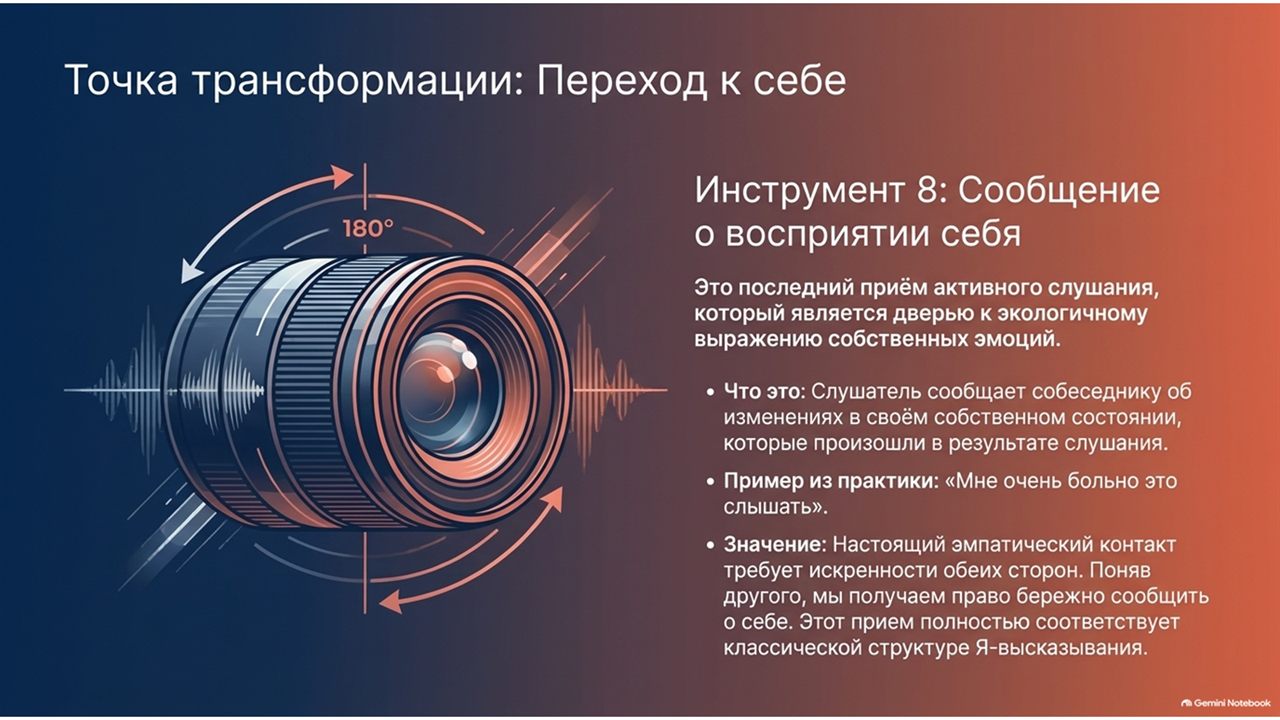 Точка трансформации: Переход к себе
180°
Инструмент 8: Сообщение
о восприятии себя
Это последний приём активного слушания,
который является дверью к экологичному
выражению собственных эмоций.
• Что это: Слушатель сообщает собеседнику об
изменениях в своём собственном состоянии,
которые произошли в результате слушания.
• Пример из практики: «Мне очень больно это
слышать».
• Значение: Настоящий эмпатический контакт
требует искренности обеих сторон. Поняв
другого, мы получаем право бережно сообщить
о себе. Этот прием полностью соответствует
классической структуре Я-высказывания.
Gemini Notebook